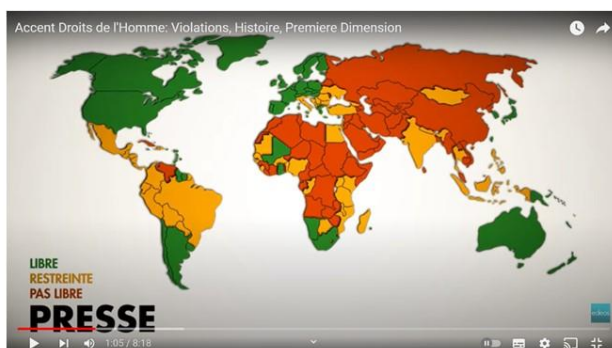 Accent Droits de l'Homme: Violations, Histoire, Premiere Dimension
LIBRE
RESTREINTE
PAS LIBRE
PRESSE
1:05 / 8:18